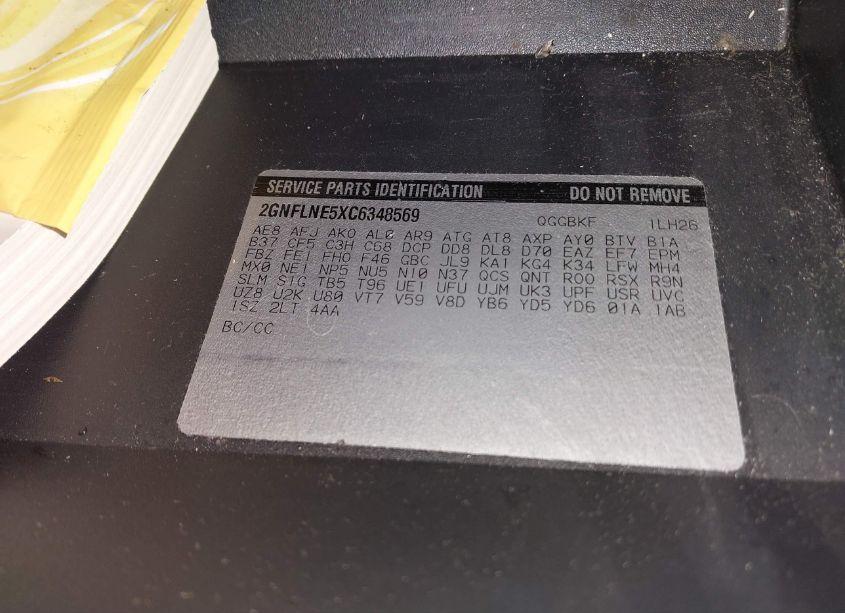 SERVICE PARTS IDENTIFICATION DO NOT REMOVE
2GNFLNE5XC6348569 QGGBKF 1LH26
AE8 AFJ AKO AL0 AR9 ATG AT8 AXP AY0 BTV B1A
B37 CF5 C3H C68 DCP DD8 DL8 D70 EAZ EF7 EPM
FBZ FE1 FHO F46 GBC JL9 KA1 KG4 K34 LFW MH4
MX0 NE1 NP5 NU5 N10 N37 QCS QNT ROO RSX R9N
SLM S1G TB5 T96 UE1 UFU UJM UK3 UPF USR UVC
UZ8 U2K U80 VT7 V59 V8D YB6 YD5 YD6 01A 1AB
1SZ 2LT 4AA
BC/CC